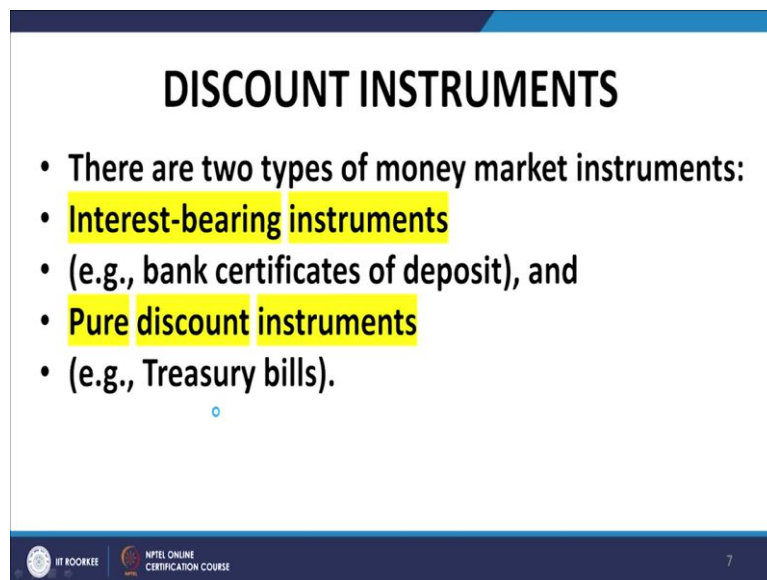 DISCOUNT INSTRUMENTS
• There are two types of money market instruments:
• Interest-bearing instruments
• (e.g., bank certificates of deposit), and
• Pure discount instruments
• (e.g., Treasury bills).
IIT ROORKEE
NPTEL ONLINE
CERTIFICATION COURSE
7